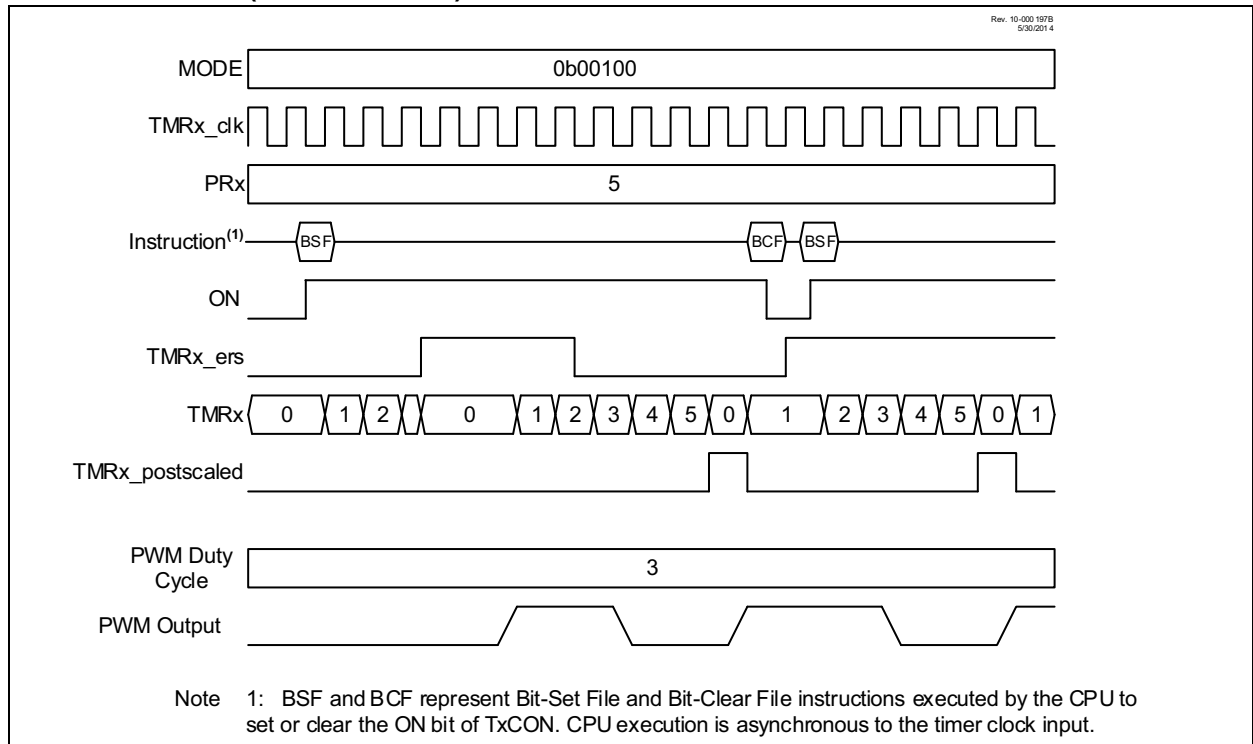 Rev. 10-000 197B
5/30/201 4
MODE 0b00100
TMRx_clk
PRx 5
Instruction(1) BSF BCF BSF
ON
TMRx_ers
TMRx 0 1 2 0 1 2 3 4 5 0 1 2 3 4 5 0 1
TMRx_postscaled
PWM Duty
Cycle 3
PWM Output
Note 1: BSF and BCF represent Bit-Set File and Bit-Clear File instructions executed by the CPU to
set or clear the ON bit of TxCON. CPU execution is asynchronous to the timer clock input.